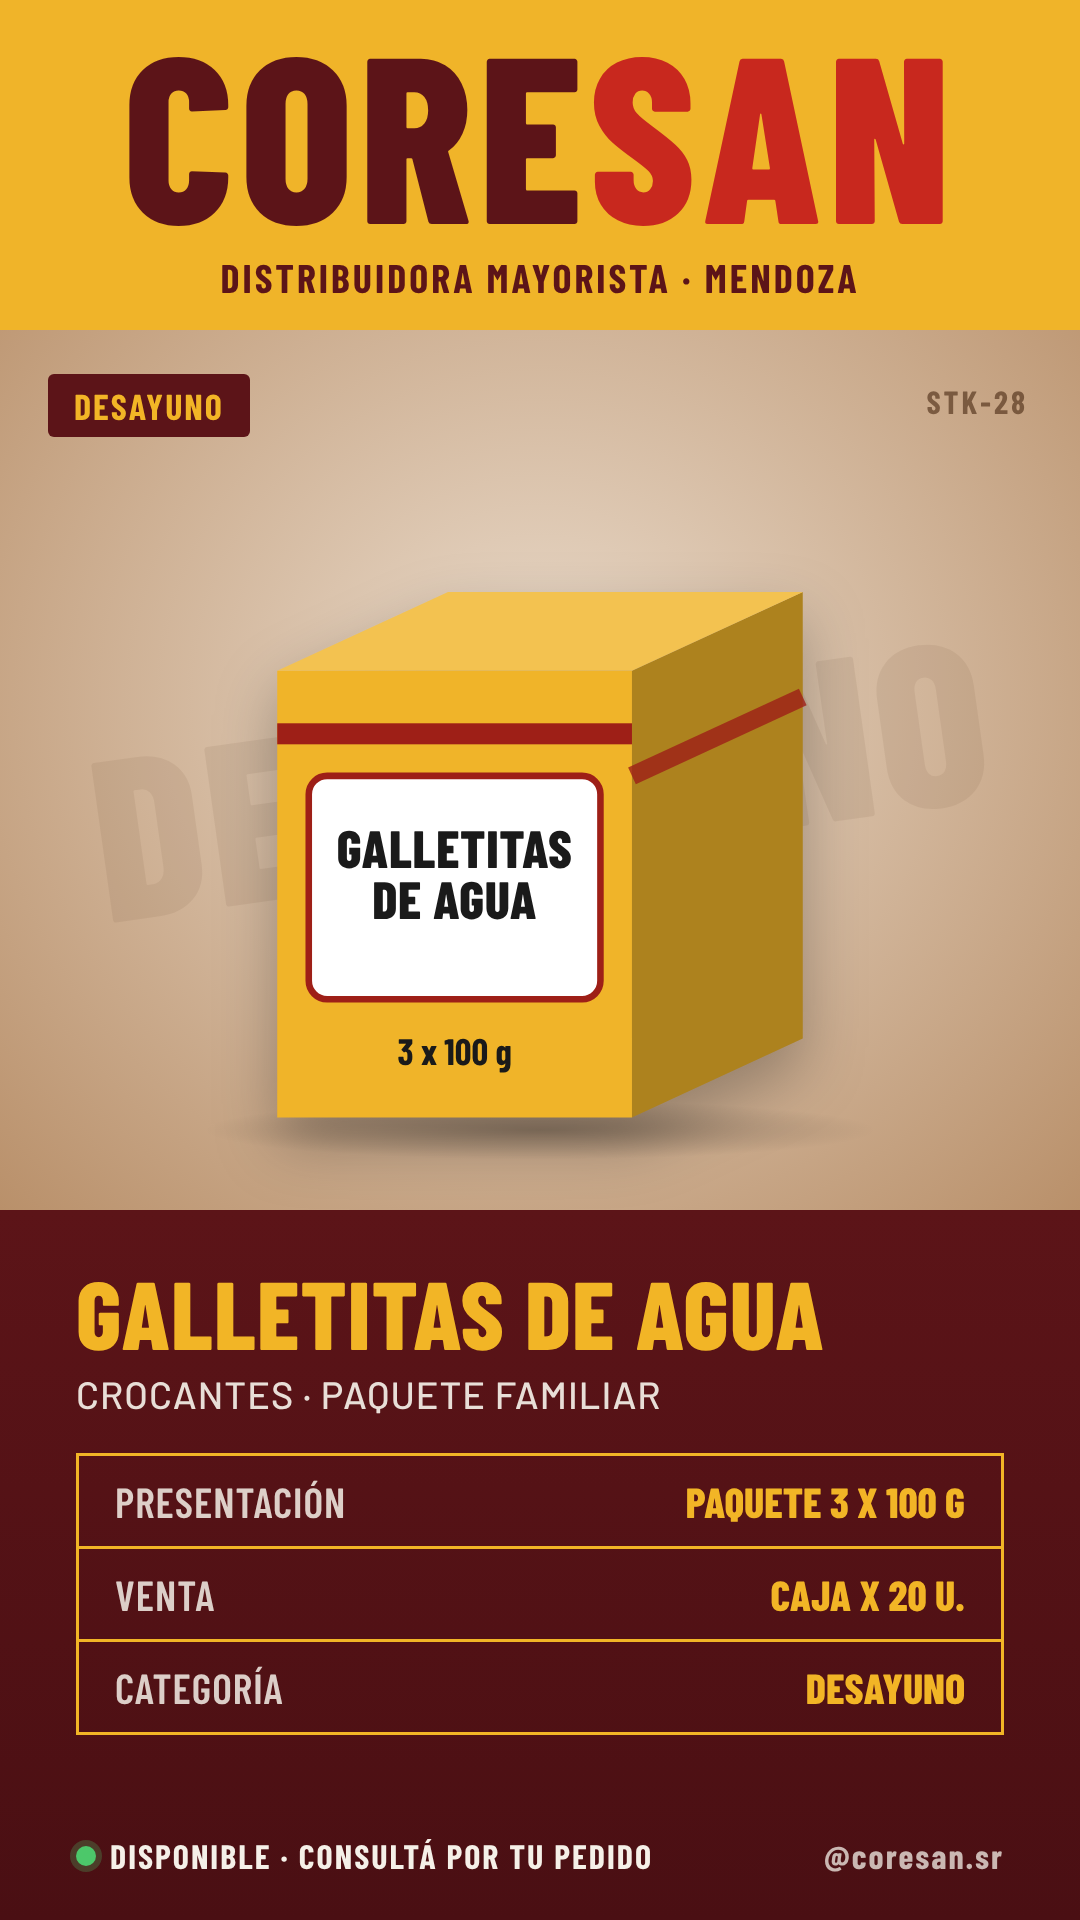 CORESAN
DISTRIBUIDORA MAYORISTA · MENDOZA
DESAYUNO
STK-28
GALLETITAS
DE AGUA
3 x 100 g
GALLETITAS DE AGUA
CROCANTES · PAQUETE FAMILIAR
PRESENTACIÓN PAQUETE 3 X 100 G
VENTA CAJA X 20 U.
CATEGORÍA DESAYUNO
DISPONIBLE · CONSULTÁ POR TU PEDIDO
@coresan.sr